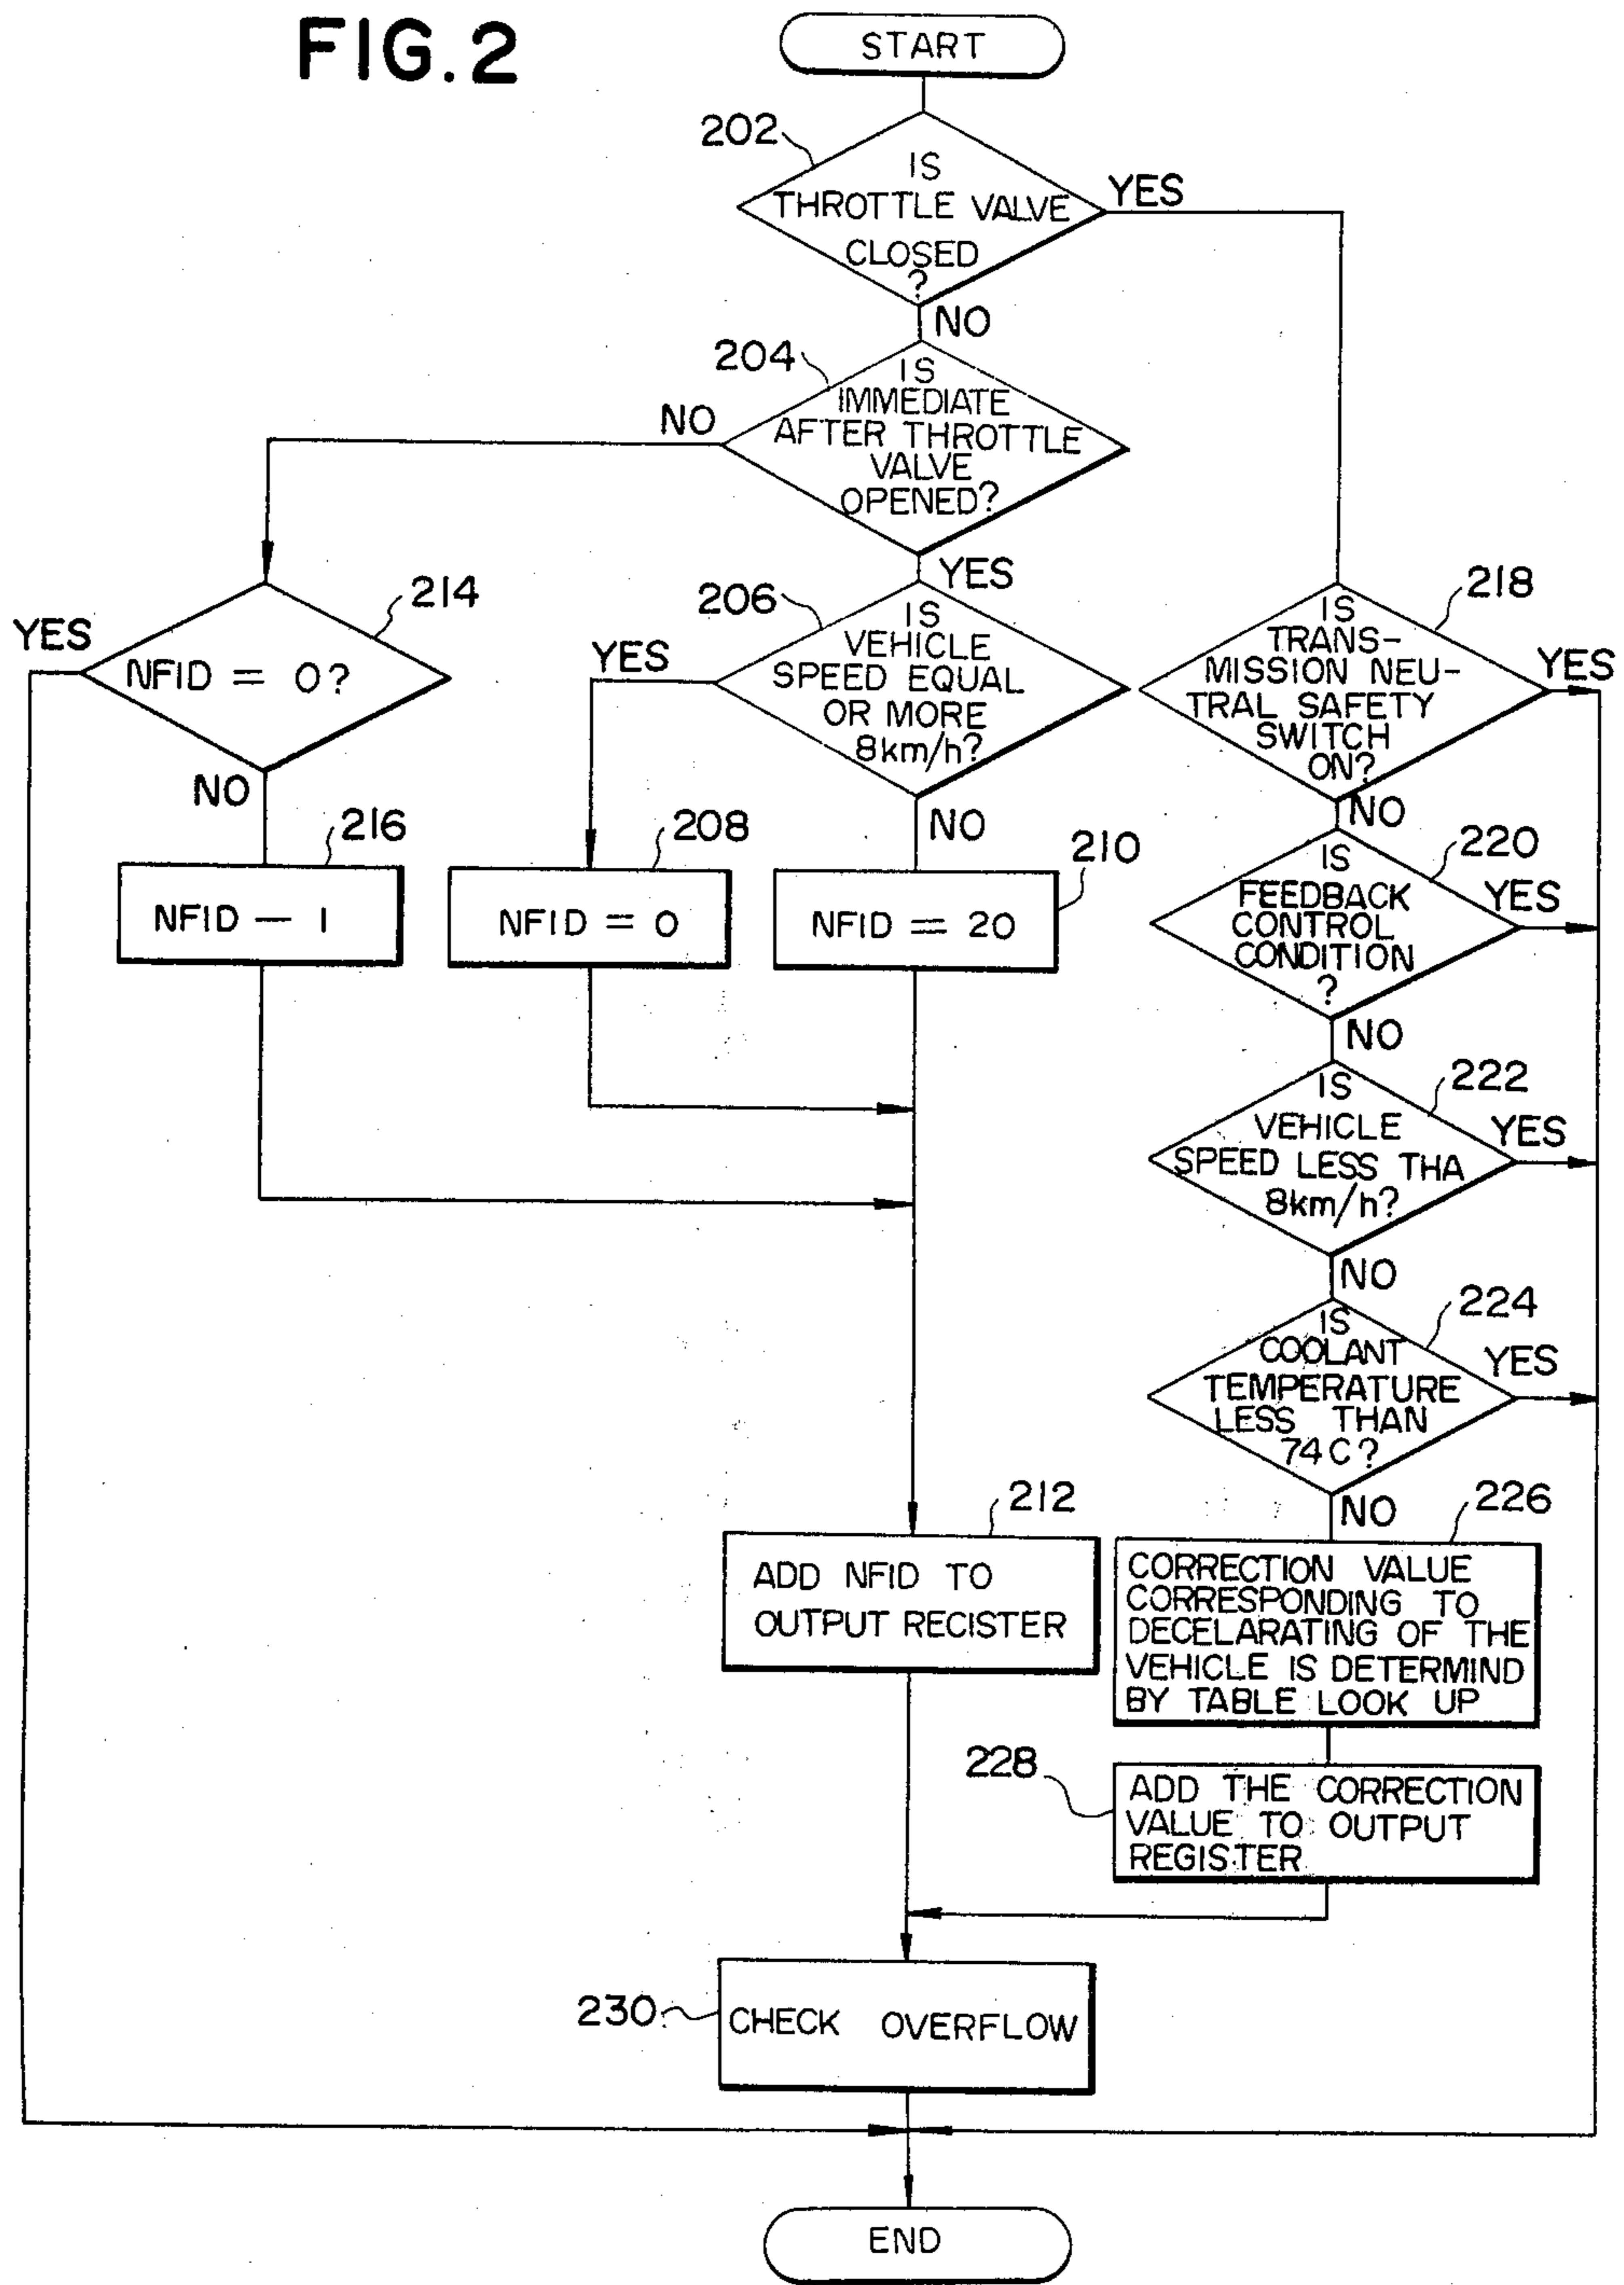 FIG.2
START
202
IS
THROTTLE VALVE
CLOSED
?
YES
NO
204
IS
IMMEDIATE
AFTER THROTTLE
VALVE
OPENED?
NO
YES
214
YES
NFID = 0?
NO
206
IS
VEHICLE
SPEED EQUAL
OR MORE
8km/h?
YES
NO
218
IS
TRANS-
MISSION NEU-
TRAL SAFETY
SWITCH
ON?
YES
NO
216
NFID - 1
208
NFID = 0
210
NFID = 20
220
IS
FEEDBACK
CONTROL
CONDITION
?
YES
NO
222
IS
VEHICLE
SPEED LESS THA
8km/h?
YES
NO
224
IS
COOLANT
TEMPERATURE
LESS THAN
74C?
YES
NO
212
ADD NFID TO
OUTPUT RECISTER
226
CORRECTION VALUE
CORRESPONDING TO
DECELARATING OF THE
VEHICLE IS DETERMIND
BY TABLE LOOK UP
228
ADD THE CORRECTION
VALUE TO OUTPUT
REGISTER
230
CHECK OVERFLOW
END